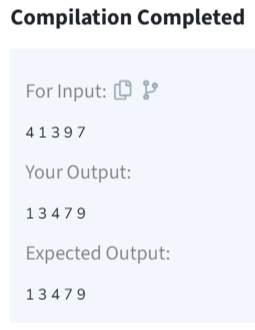 Compilation Completed
For Input:
4 1 3 9 7
Your Output:
1 3 4 7 9
Expected Output:
1 3 4 7 9